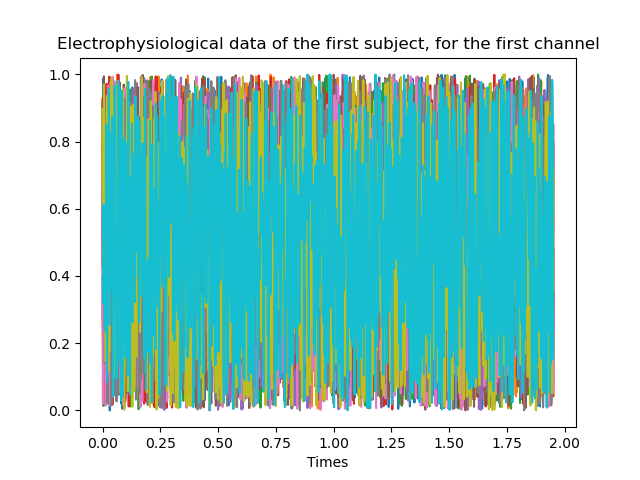 Electrophysiological data of the first subject, for the first channel
1.0
0.8
0.6
0.4
0.2
0.0
0.00 0.25 0.50 0.75 1.00 1.25 1.50 1.75 2.00
Times